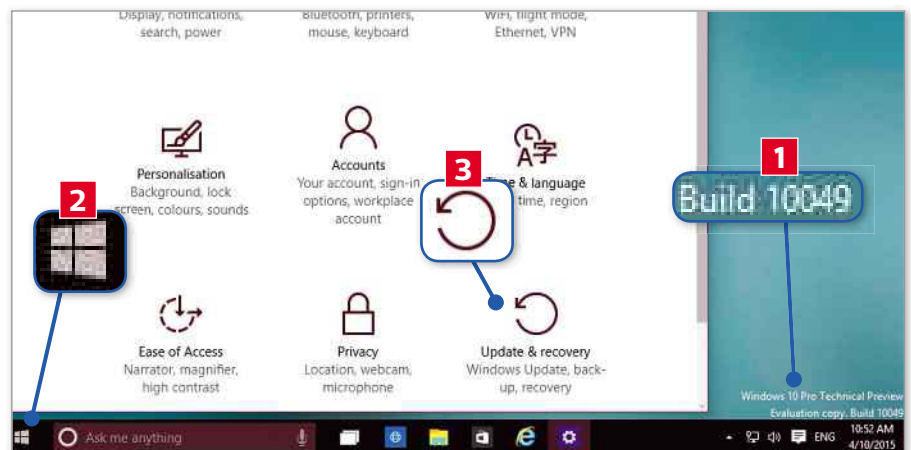 Display, notifications,
search, power
Bluetooth, printers,
mouse, keyboard
WiFi, flight mode,
Ethernet, VPN
Personalisation
Background, lock
screen, colours, sounds
Accounts
Your account, sign-in
options, workplace
account
A字
& language
time, region
1
Build 10049
2
3
Ease of Access
Narrator, magnifier,
high contrast
Privacy
Location, webcam,
microphone
Update & recovery
Windows Update, back-
up, recovery
Windows 10 Pro Technical Preview
Evaluation copy. Build 10049
Ask me anything
ENG
10:52 AM
4/10/2015